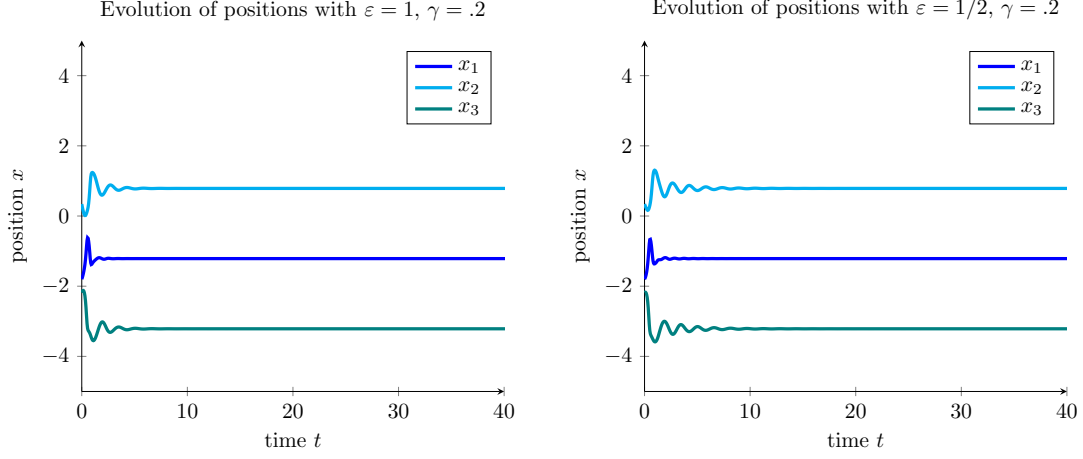 Evolution of positions with ε = 1, γ = .2
x₁
x₂
x₃
4
2
0
−2
−4
position x
0 10 20 30 40
time t
Evolution of positions with ε = 1/2, γ = .2
x₁
x₂
x₃
4
2
0
−2
−4
position x
0 10 20 30 40
time t